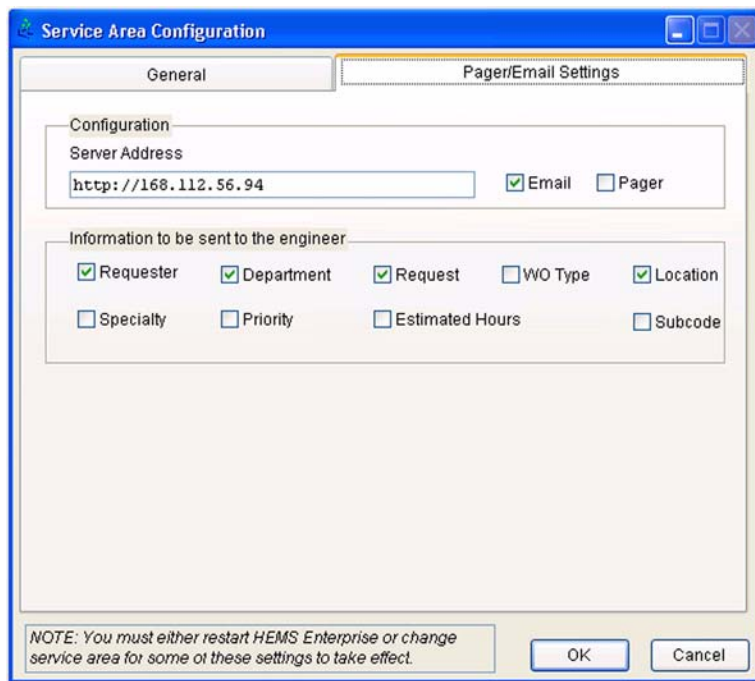 Service Area Configuration
General
Pager/Email Settings
Configuration
Server Address
http://168.112.56.94
Email
Pager
Information to be sent to the engineer
Requester
Department
Request
WO Type
Location
Specialty
Priority
Estimated Hours
Subcode
NOTE: You must either restart HEMS Enterprise or change
service area for some of these settings to take effect.
OK
Cancel